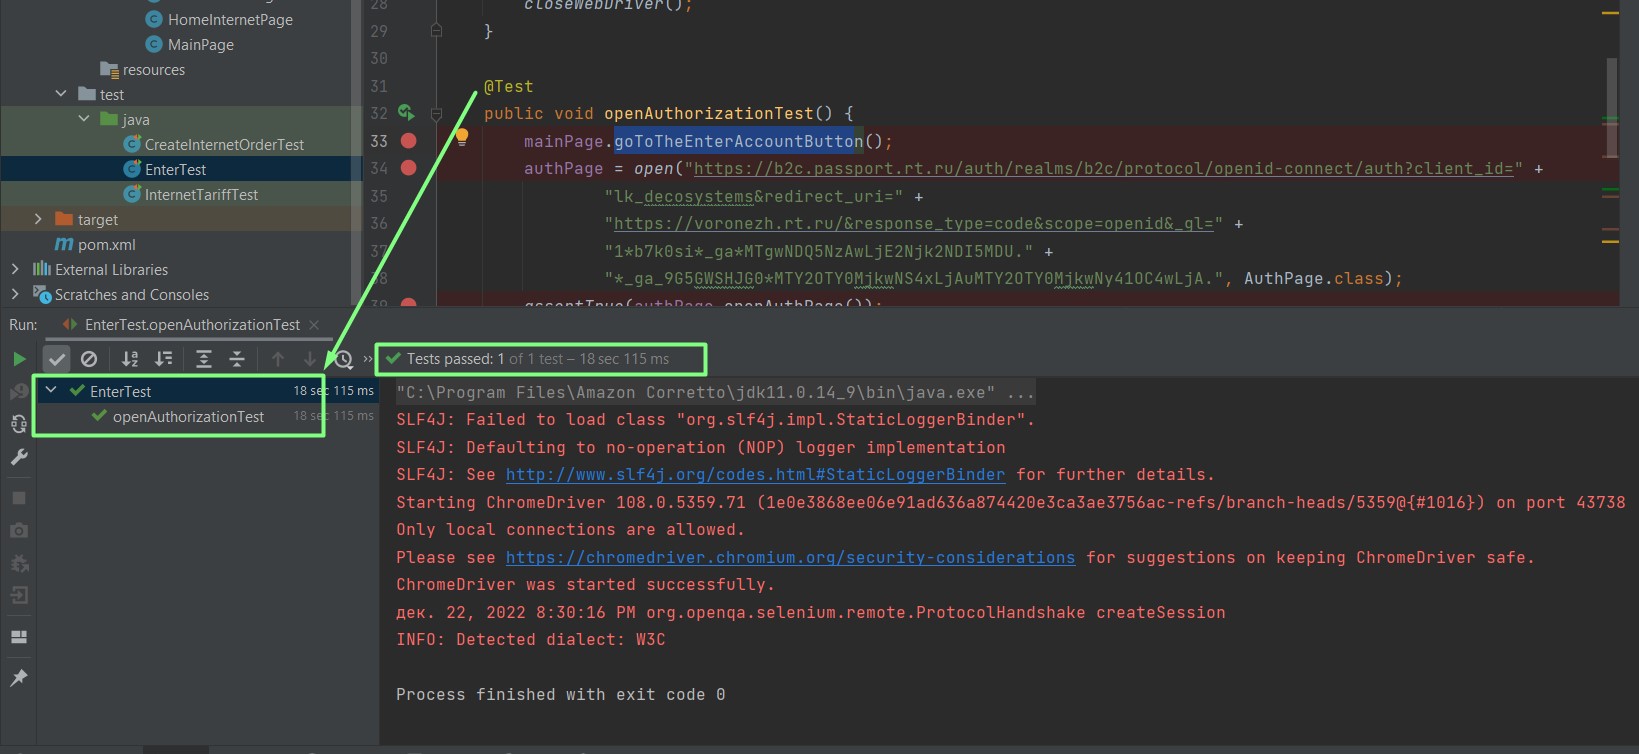 HomeInternetPage
MainPage
resources
test
java
CreateInternetOrderTest
EnterTest
InternetTariffTest
target
pom.xml
External Libraries
Scratches and Consoles
28 closeWebDriver();
29 }
30
31 @Test
32 public void openAuthorizationTest() {
33 mainPage.goToTheEnterAccountButton();
34 authPage = open("https://b2c.passport.rt.ru/auth/realms/b2c/protocol/openid-connect/auth?client_id=" +
35 "lk_decosystems&redirect_uri=" +
36 "https://voronezh.rt.ru/&response_type=code&scope=openid&_gl=" +
37 "1*b7k0si*_ga*MTgwNDQ5NzAwLjE2Njk2NDI5MDU." +
38 "*_ga_9G5GWSHJG0*MTY2OTY0MjkwNS4xLjAuMTY2OTY0MjkwNy41OC4wLjA.", AuthPage.class);
39 assertTrue(authPage.openAuthPage());
Run: EnterTest.openAuthorizationTest
Tests passed: 1 of 1 test – 18 sec 115 ms
EnterTest 18 sec 115 ms
openAuthorizationTest 18 sec 115 ms
"C:\Program Files\Amazon Corretto\jdk11.0.14_9\bin\java.exe" ...
SLF4J: Failed to load class "org.slf4j.impl.StaticLoggerBinder".
SLF4J: Defaulting to no-operation (NOP) logger implementation
SLF4J: See http://www.slf4j.org/codes.html#StaticLoggerBinder for further details.
Starting ChromeDriver 108.0.5359.71 (1e0e3868ee06e91ad636a874420e3ca3ae3756ac-refs/branch-heads/5359@{#1016}) on port 43738
Only local connections are allowed.
Please see https://chromedriver.chromium.org/security-considerations for suggestions on keeping ChromeDriver safe.
ChromeDriver was started successfully.
дек. 22, 2022 8:30:16 PM org.openqa.selenium.remote.ProtocolHandshake createSession
INFO: Detected dialect: W3C
Process finished with exit code 0